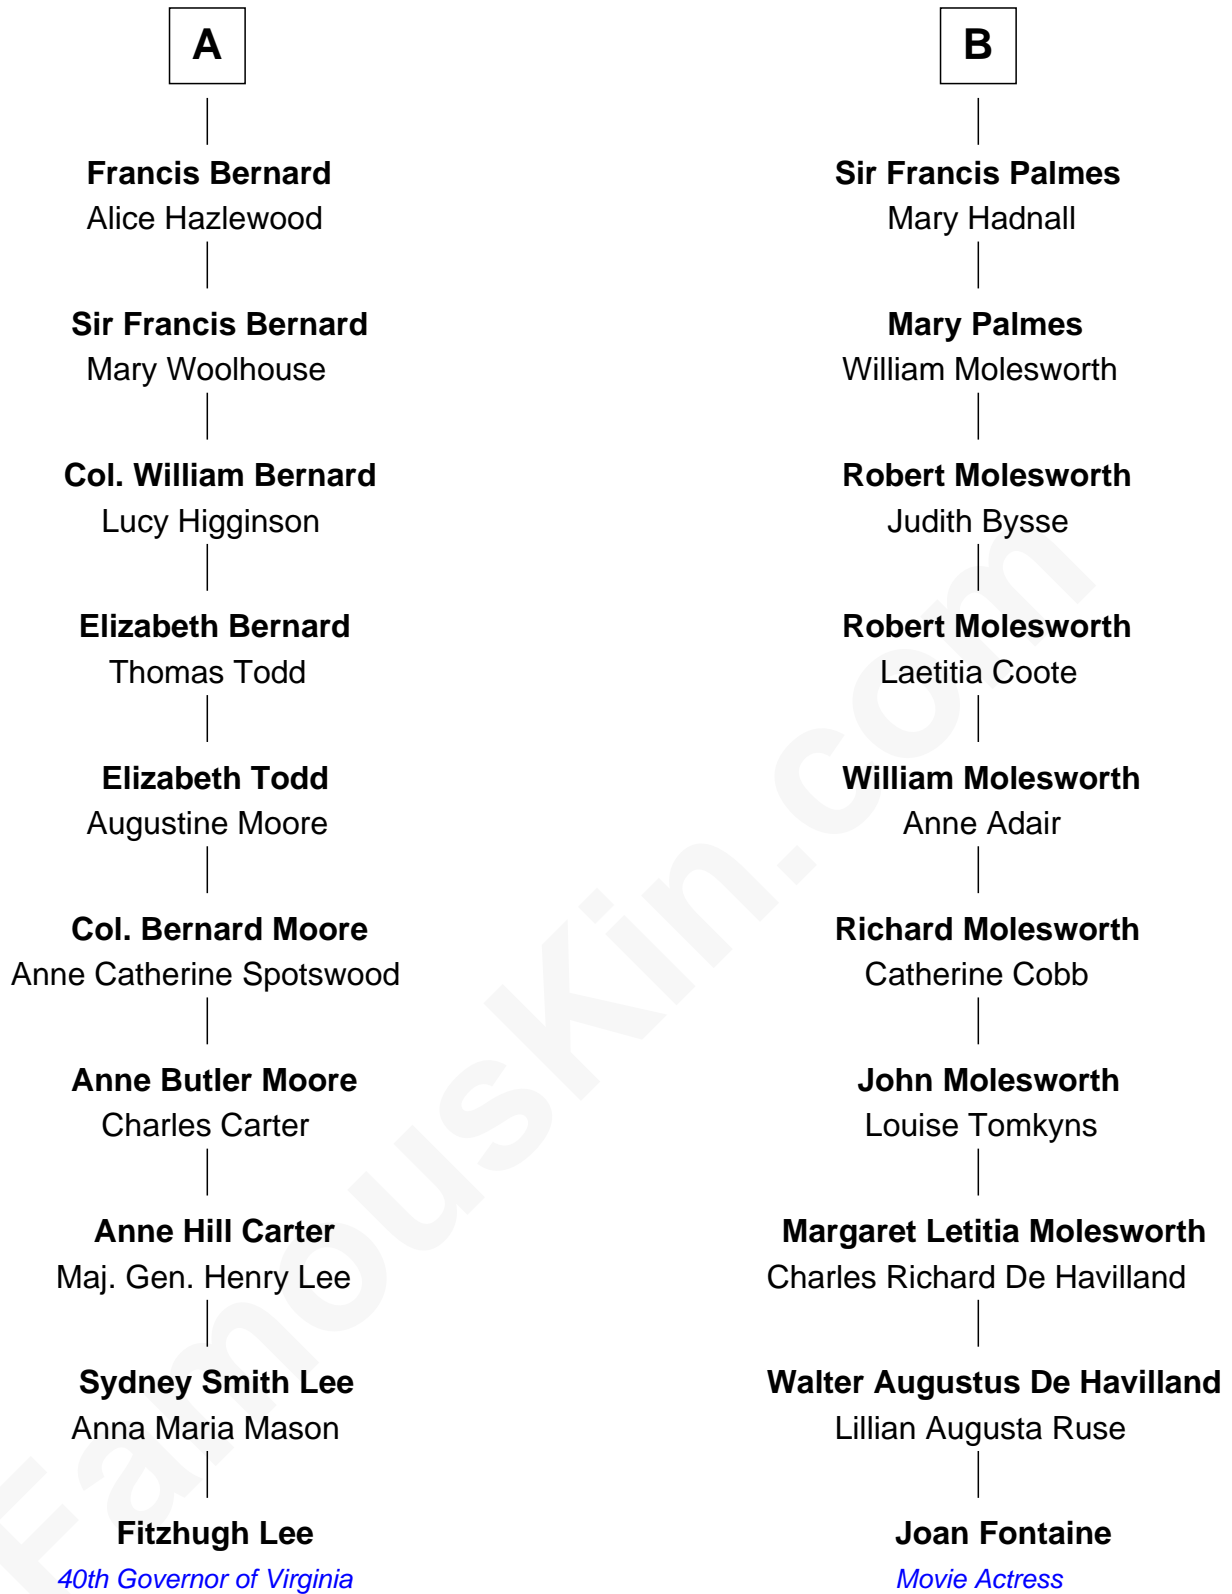 A
Francis Bernard
Alice Hazlewood
Sir Francis Bernard
Mary Woolhouse
Col. William Bernard
Lucy Higginson
Elizabeth Bernard
Thomas Todd
Elizabeth Todd
Augustine Moore
Col. Bernard Moore
Anne Catherine Spotswood
Anne Butler Moore
Charles Carter
Anne Hill Carter
Maj. Gen. Henry Lee
Sydney Smith Lee
Anna Maria Mason
Fitzhugh Lee
40th Governor of Virginia
B
Sir Francis Palmes
Mary Hadnall
Mary Palmes
William Molesworth
Robert Molesworth
Judith Bysse
Robert Molesworth
Laetitia Coote
William Molesworth
Anne Adair
Richard Molesworth
Catherine Cobb
John Molesworth
Louise Tomkyns
Margaret Letitia Molesworth
Charles Richard De Havilland
Walter Augustus De Havilland
Lillian Augusta Ruse
Joan Fontaine
Movie Actress
FamousKin.com